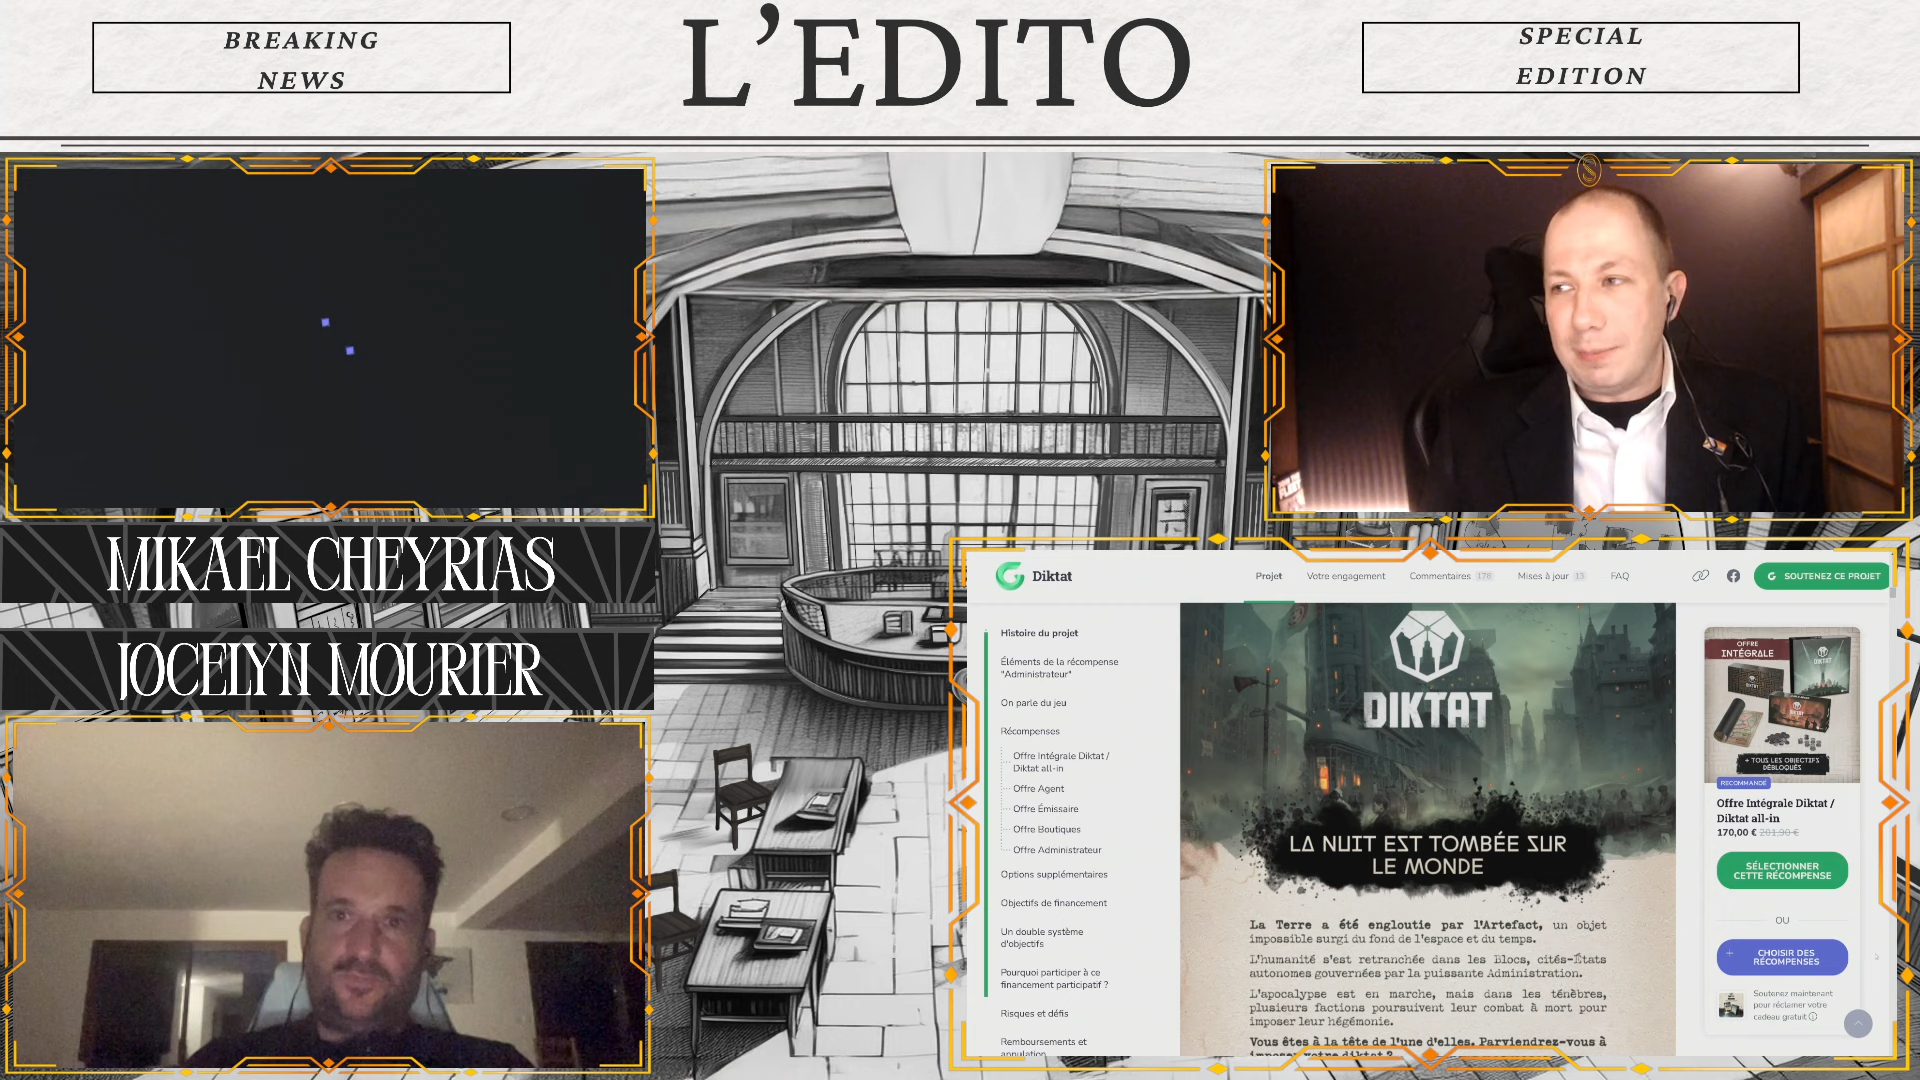 BREAKING
NEWS
L'EDITO
SPECIAL
EDITION
MIKAEL CHEYRIAS
JOCELYN MOURIER
Diktat
Projet
Votre engagement
Commentaires 178
Mises à jour 13
FAQ
SOUTENEZ CE PROJET
Histoire du projet
Éléments de la récompense
"Administrateur"
On parle du jeu
Récompenses
Offre Intégrale Diktat /
Diktat all-in
Offre Agent
Offre Émissaire
Offre Boutiques
Offre Administrateur
Options supplémentaires
Objectifs de financement
Un double système
d'objectifs
Pourquoi participer à ce
financement participatif ?
Risques et défis
Remboursements et
annulation
DIKTAT
LA NUIT EST TOMBÉE SUR
LE MONDE
La Terre a été engloutie par l'Artefact, un objet
impossible surgi du fond de l'espace et du temps.
L'humanité s'est retranchée dans les Blocs, cités-États
autonomes gouvernées par la puissante Administration.
L'apocalypse est en marche, mais dans les ténèbres,
plusieurs factions poursuivent leur combat à mort pour
imposer leur hégémonie.
Vous êtes à la tête de l'une d'elles. Parviendrez-vous à
imposer votre diktat ?
OFFRE
INTÉGRALE
DIKTAT
DIKTAT
+ TOUS LES OBJECTIFS
DÉBLOQUÉS
RECOMMANDÉ
Offre Intégrale Diktat /
Diktat all-in
170,00 € 201,90 €
SÉLECTIONNER
CETTE RÉCOMPENSE
OU
CHOISIR DES
RÉCOMPENSES
Soutenez maintenant
pour réclamer votre
cadeau gratuit